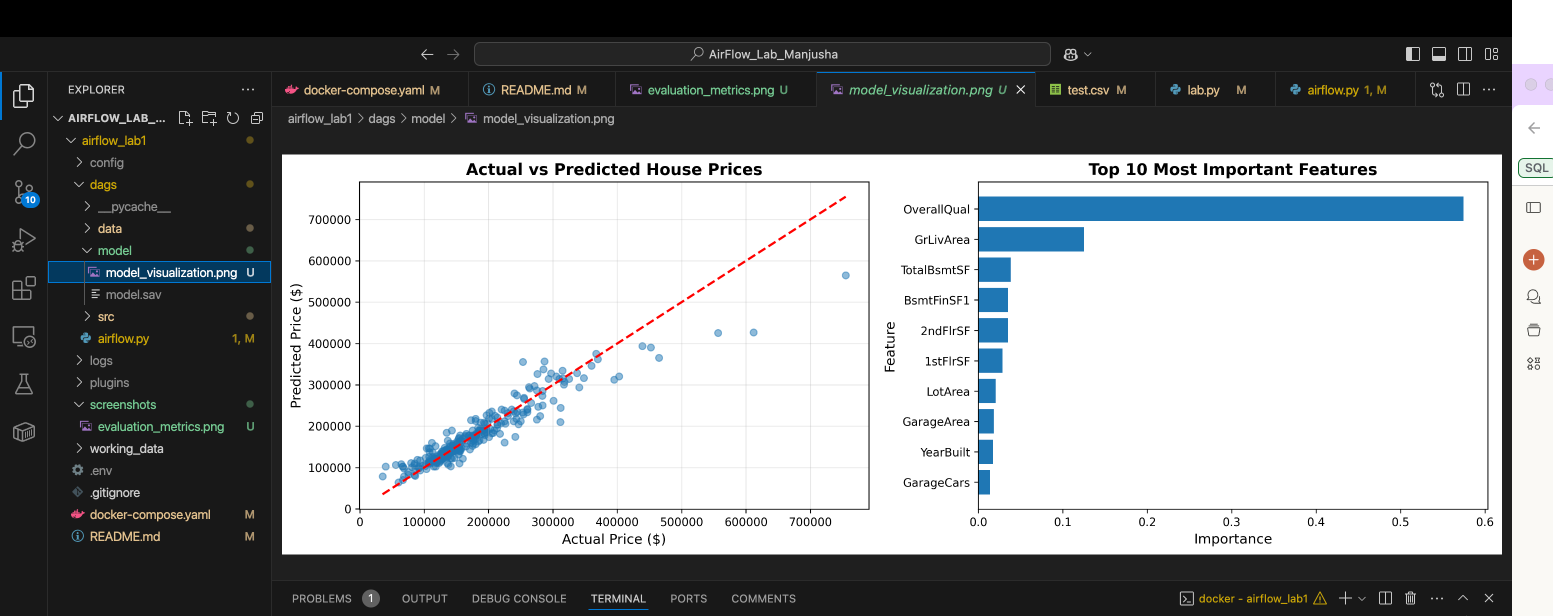 AirFlow_Lab_Manjusha
EXPLORER
AIRFLOW_LAB_...
airflow_lab1
config
dags
__pycache__
data
model
model_visualization.png U
model.sav
src
airflow.py 1, M
logs
plugins
screenshots
evaluation_metrics.png U
working_data
.env
.gitignore
docker-compose.yaml M
README.md M
10
docker-compose.yaml M
README.md M
evaluation_metrics.png U
model_visualization.png U
test.csv M
lab.py M
airflow.py 1, M
airflow_lab1 > dags > model > model_visualization.png
Actual vs Predicted House Prices
Predicted Price ($)
700000
600000
500000
400000
300000
200000
100000
0
0 100000 200000 300000 400000 500000 600000 700000
Actual Price ($)
Top 10 Most Important Features
Feature
OverallQual
GrLivArea
TotalBsmtSF
BsmtFinSF1
2ndFlrSF
1stFlrSF
LotArea
GarageArea
YearBuilt
GarageCars
0.0 0.1 0.2 0.3 0.4 0.5 0.6
Importance
PROBLEMS 1 OUTPUT DEBUG CONSOLE TERMINAL PORTS COMMENTS
docker - airflow_lab1
SQL